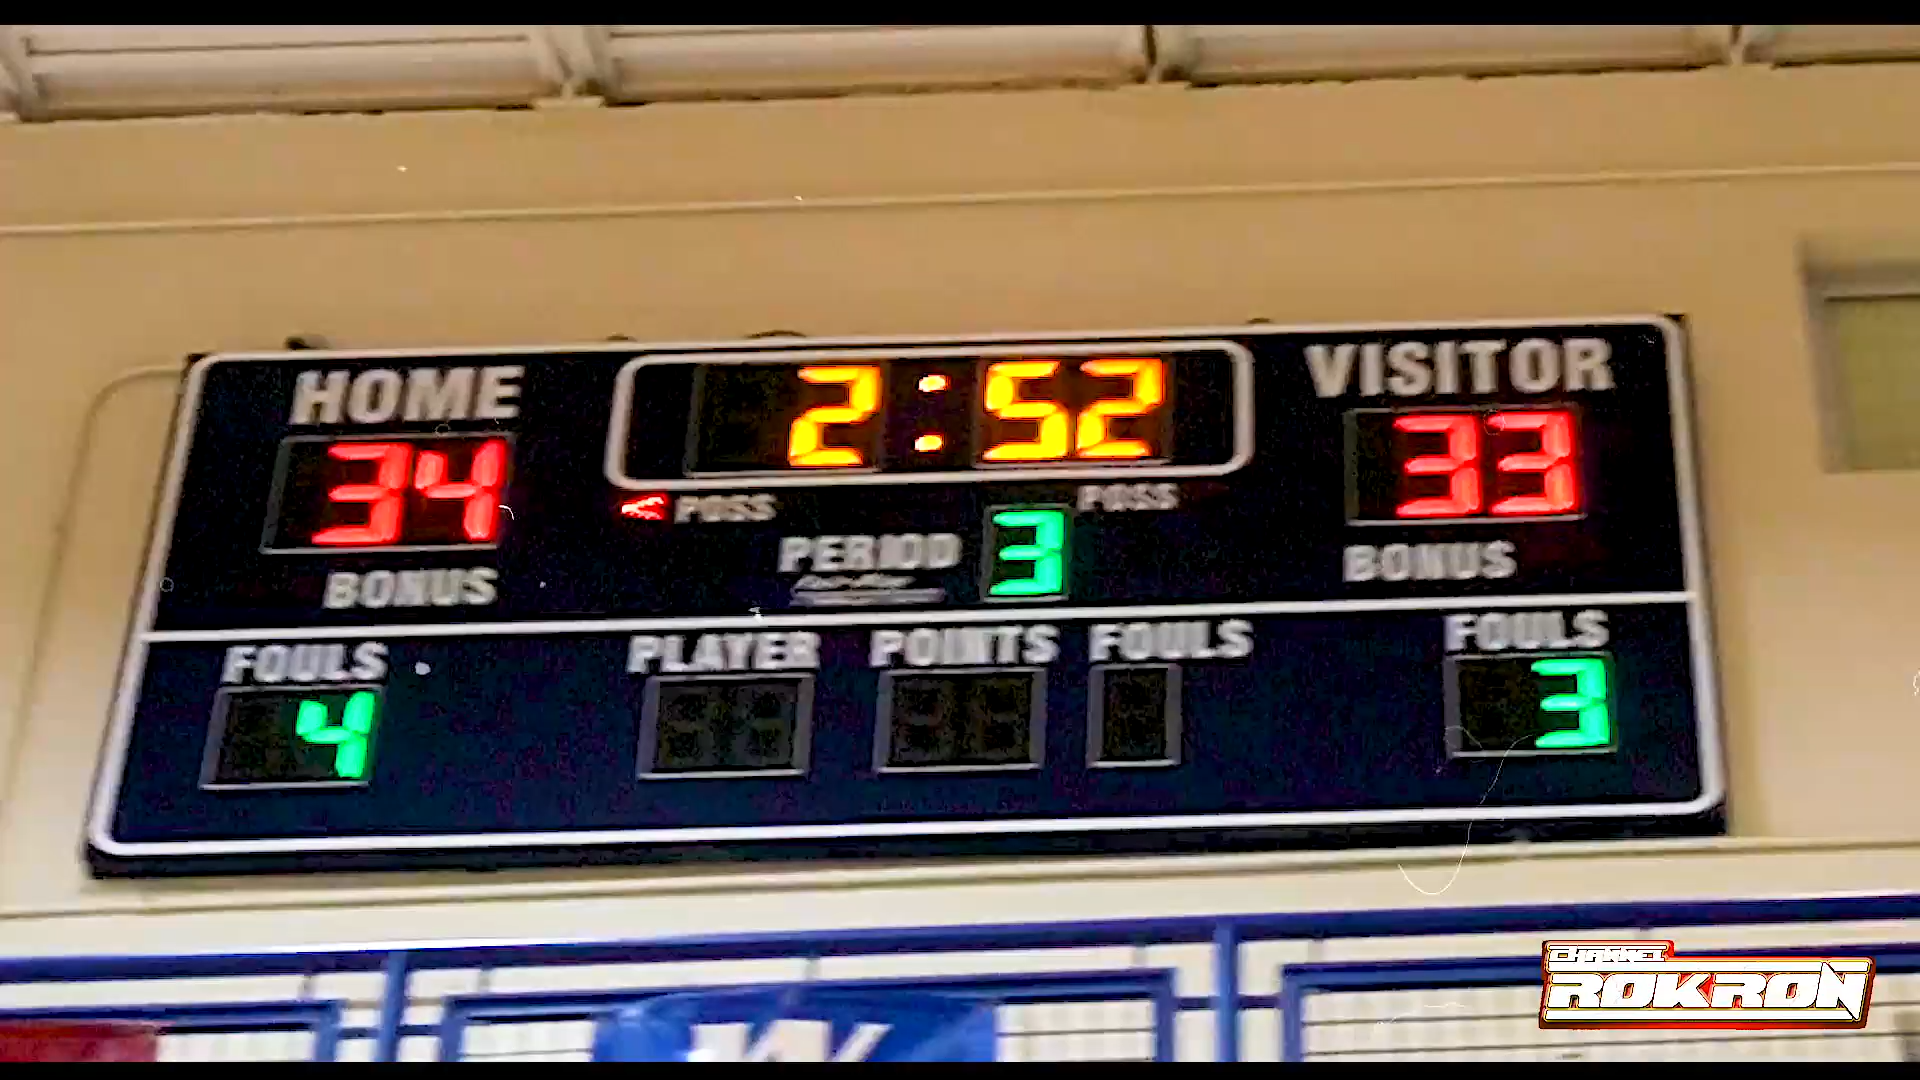 HOME
2:52
VISITOR
34
33
POSS
POSS
PERIOD 3
BONUS
BONUS
FOULS
PLAYER
POINTS
FOULS
FOULS
4
3
CHANNEL
ROKRON